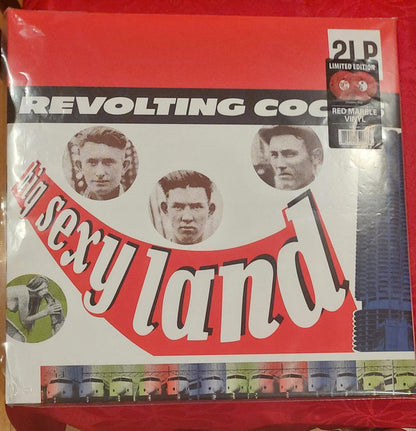 2LP
LIMITED EDITION
RED MARBLE
VINYL
REVOLTING COC
big sexy land